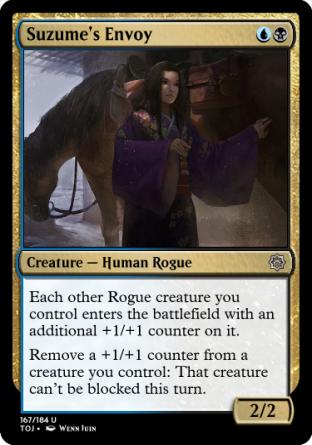 Suzume's Envoy
Creature — Human Rogue
Each other Rogue creature you
control enters the battlefield with an
additional +1/+1 counter on it.
Remove a +1/+1 counter from a
creature you control: That creature
can't be blocked this turn.
2/2
167/184 U
TOJ • Wenn Juin